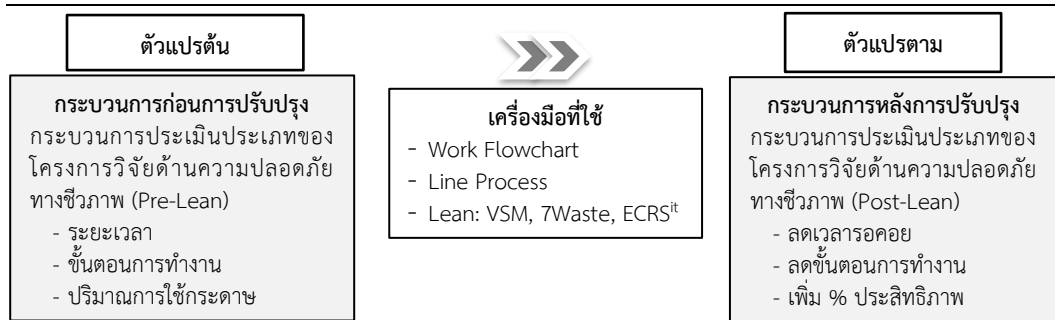 ตัวแปรต้น
กระบวนการก่อนการปรับปรุง
กระบวนการประเมินประเภทของ
โครงการวิจัยด้านความปลอดภัย
ทางชีวภาพ (Pre-Lean)
- ระยะเวลา
- ขั้นตอนการทำงาน
- ปริมาณการใช้กระดาษ
เครื่องมือที่ใช้
- Work Flowchart
- Line Process
- Lean: VSM, 7Waste, ECRSit
ตัวแปรตาม
กระบวนการหลังการปรับปรุง
กระบวนการประเมินประเภทของ
โครงการวิจัยด้านความปลอดภัย
ทางชีวภาพ (Post-Lean)
- ลดเวลารอคอย
- ลดขั้นตอนการทำงาน
- เพิ่ม % ประสิทธิภาพ